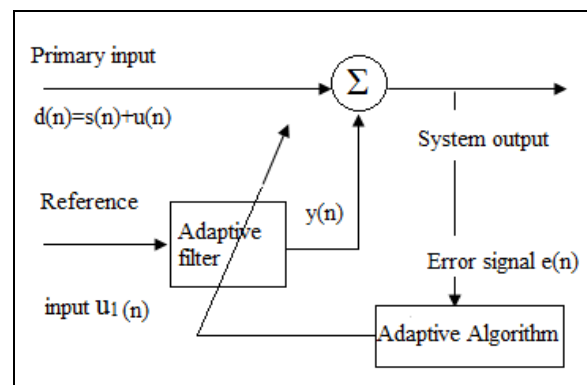 Primary input
Σ
d(n)=s(n)+u(n)
System output
Reference
y(n)
Adaptive
filter
Error signal e(n)
input u₁(n)
Adaptive Algorithm